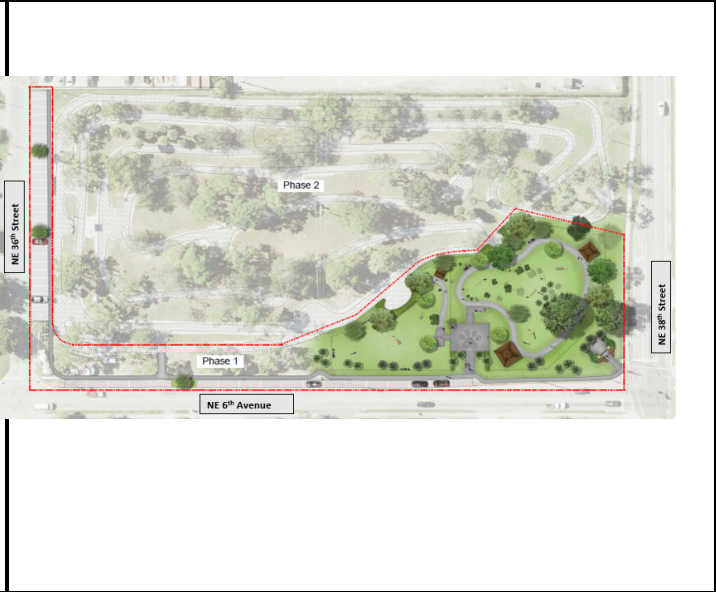 Phase 2
NE 36th Street
NE 38th Street
Phase 1
NE 6th Avenue